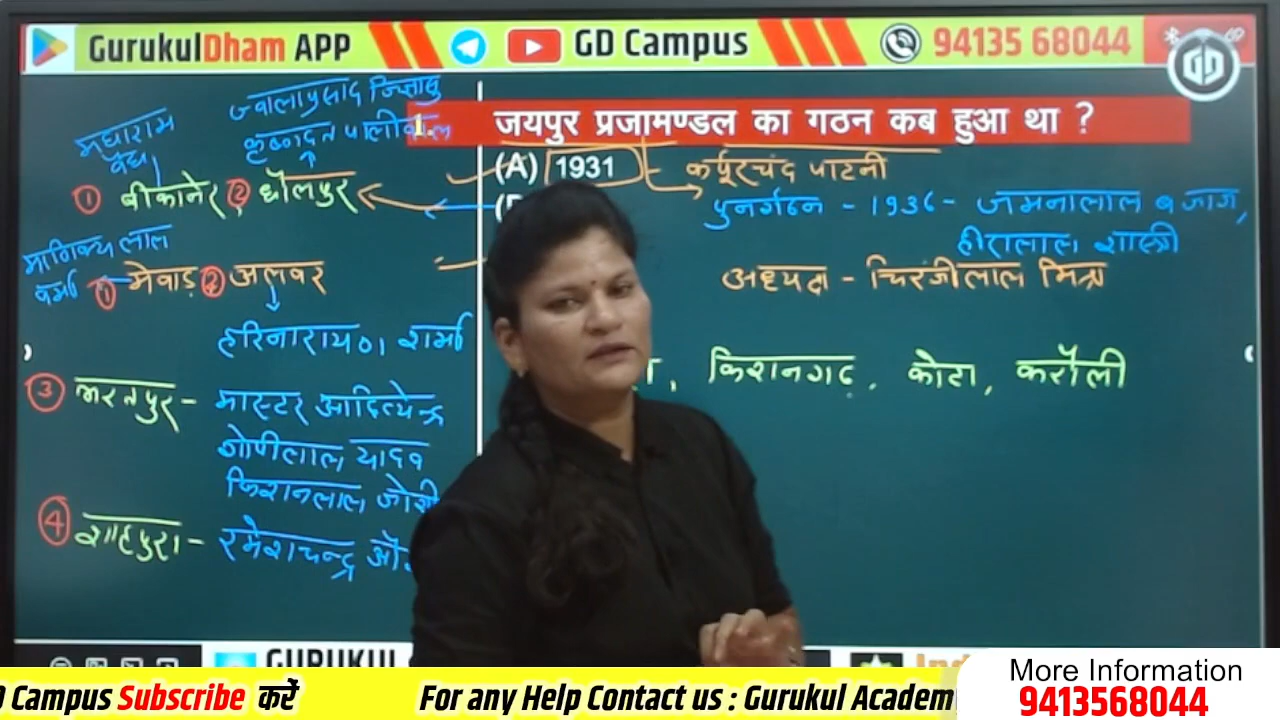 GurukulDham APP
GD Campus
94135 68044
ज्वालाप्रसाद जिज्ञासु
मघाराम
वैद्य
कृष्णदत्त पालीवाल
1. जयपुर प्रजामण्डल का गठन कब हुआ था ?
(A) 1931 - कर्पूरचंद पाटनी
① बीकानेर ② धौलपुर
पुनर्गठन - 1936 - जमनालाल बजाज,
हीरालाल शास्त्री
माणिक्य लाल
वर्मा ① मेवाड़ ② अलवर
अध्यक्ष - चिरंजीलाल मिश्र
हरिनारायण शर्मा
, किशनगढ, कोटा, करौली
③ भरतपुर - मास्टर आदित्येन्द्र
गोपीलाल यादव
किशनलाल जोशी
④ शाहपुरा - रमेशचन्द्र
GURUKUL
D Campus Subscribe करें
For any Help Contact us : Gurukul Academ
More Information
9413568044